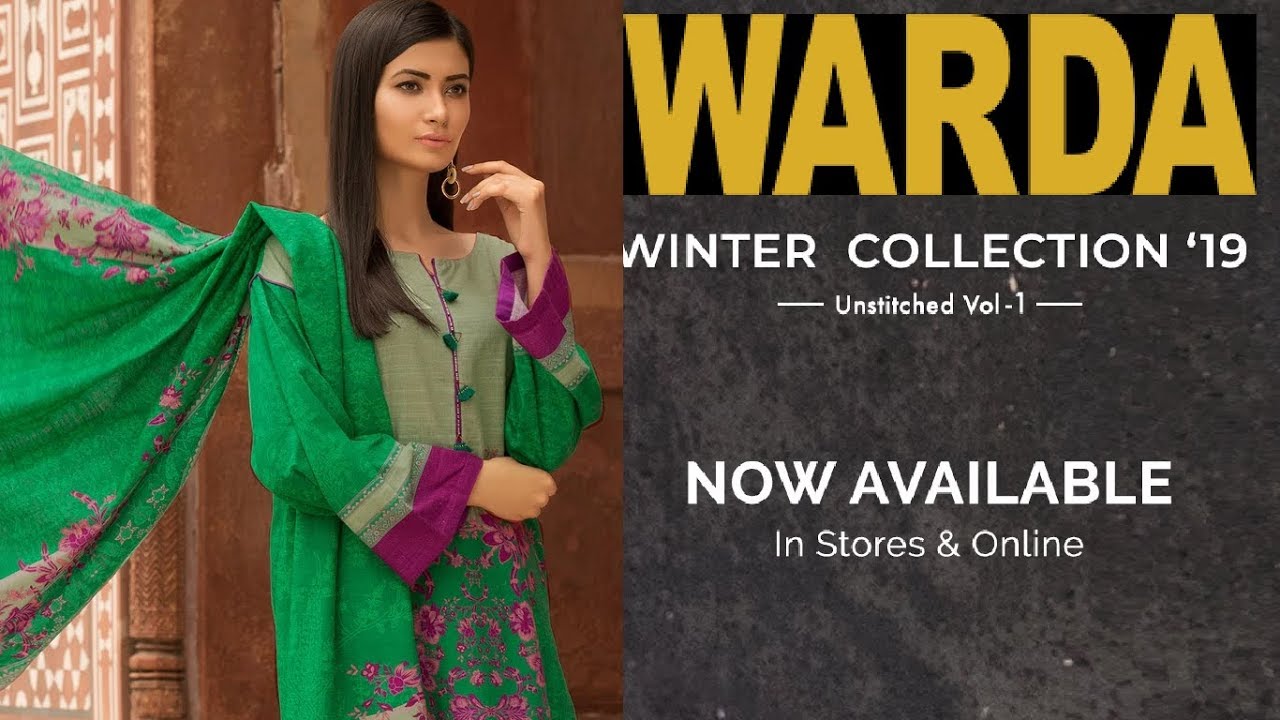 WARDA
WINTER COLLECTION ‘19
Unstitched Vol-1
NOW AVAILABLE
In Stores & Online